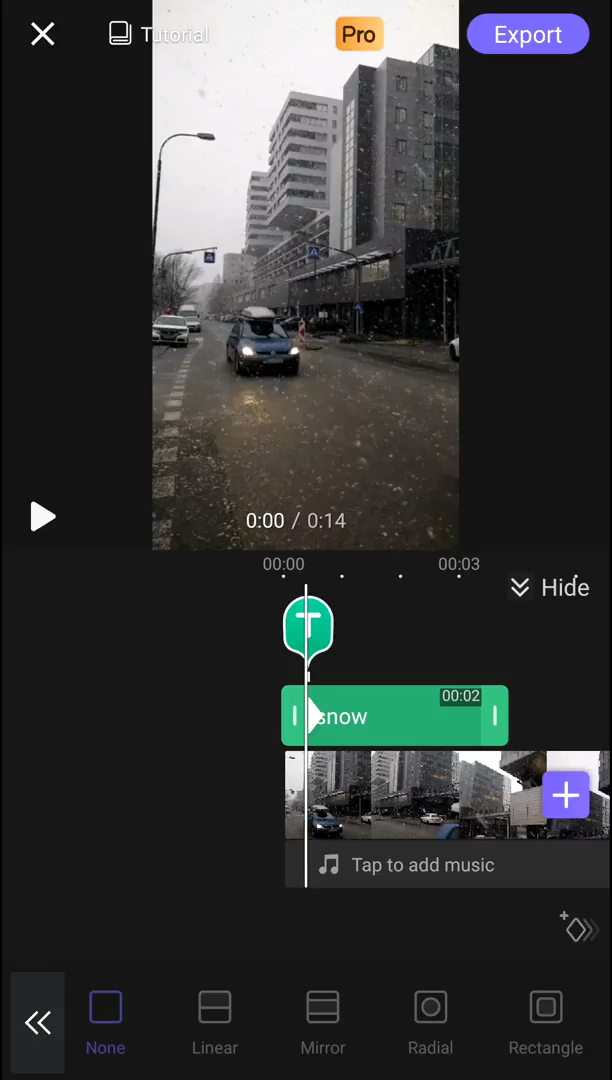 Tutorial
Pro
Export
0:00 / 0:14
00:00
00:03
Hide
T
00:02
snow
Tap to add music
None
Linear
Mirror
Radial
Rectangle